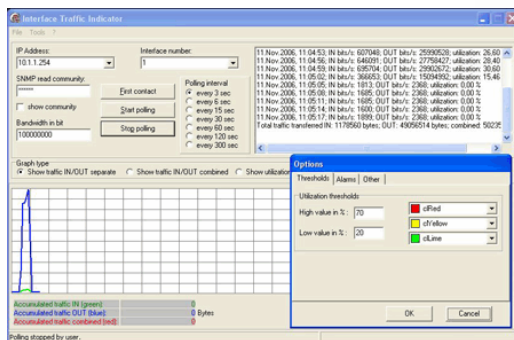 Interface Traffic Indicator
File Tools ?
IP Address:
10.1.1.254
Interface number:
1
SNMP read community:
******
show community
Bandwidth in bit
100000000
First contact
Start polling
Stop polling
Polling interval
every 3 sec
every 6 sec
every 15 sec
every 30 sec
every 60 sec
every 120 sec
every 300 sec
11.Nov.2006, 11:04:53; IN bits/s: 607048; OUT bits/s: 25990528; utilization: 26,60
11.Nov.2006, 11:04:56; IN bits/s: 646091; OUT bits/s: 27758427; utilization: 28,40
11.Nov.2006, 11:04:59; IN bits/s: 695704; OUT bits/s: 29902672; utilization: 30,60
11.Nov.2006, 11:05:02; IN bits/s: 366653; OUT bits/s: 15094992; utilization: 15,46
11.Nov.2006, 11:05:05; IN bits/s: 1813; OUT bits/s: 2368; utilization: 0,00 %
11.Nov.2006, 11:05:08; IN bits/s: 1685; OUT bits/s: 2368; utilization: 0,00 %
11.Nov.2006, 11:05:11; IN bits/s: 1685; OUT bits/s: 2368; utilization: 0,00 %
11.Nov.2006, 11:05:14; IN bits/s: 1600; OUT bits/s: 2368; utilization: 0,00 %
11.Nov.2006, 11:05:17; IN bits/s: 1899; OUT bits/s: 2368; utilization: 0,00 %
Total traffic transferred IN: 1178560 bytes; OUT: 49056514 bytes; combined: 50235
Graph type
Show traffic IN/OUT separate
Show traffic IN/OUT combined
Show utilizatio
Options
Thresholds
Alarms
Other
Utilization thresholds
High value in %: 70
Low value in %: 20
clRed
clYellow
clLime
OK
Cancel
Accumulated traffic IN (green): 0
Accumulated traffic OUT (blue): 0 Bytes
Accumulated traffic combined (red): 0
Polling stopped by user.